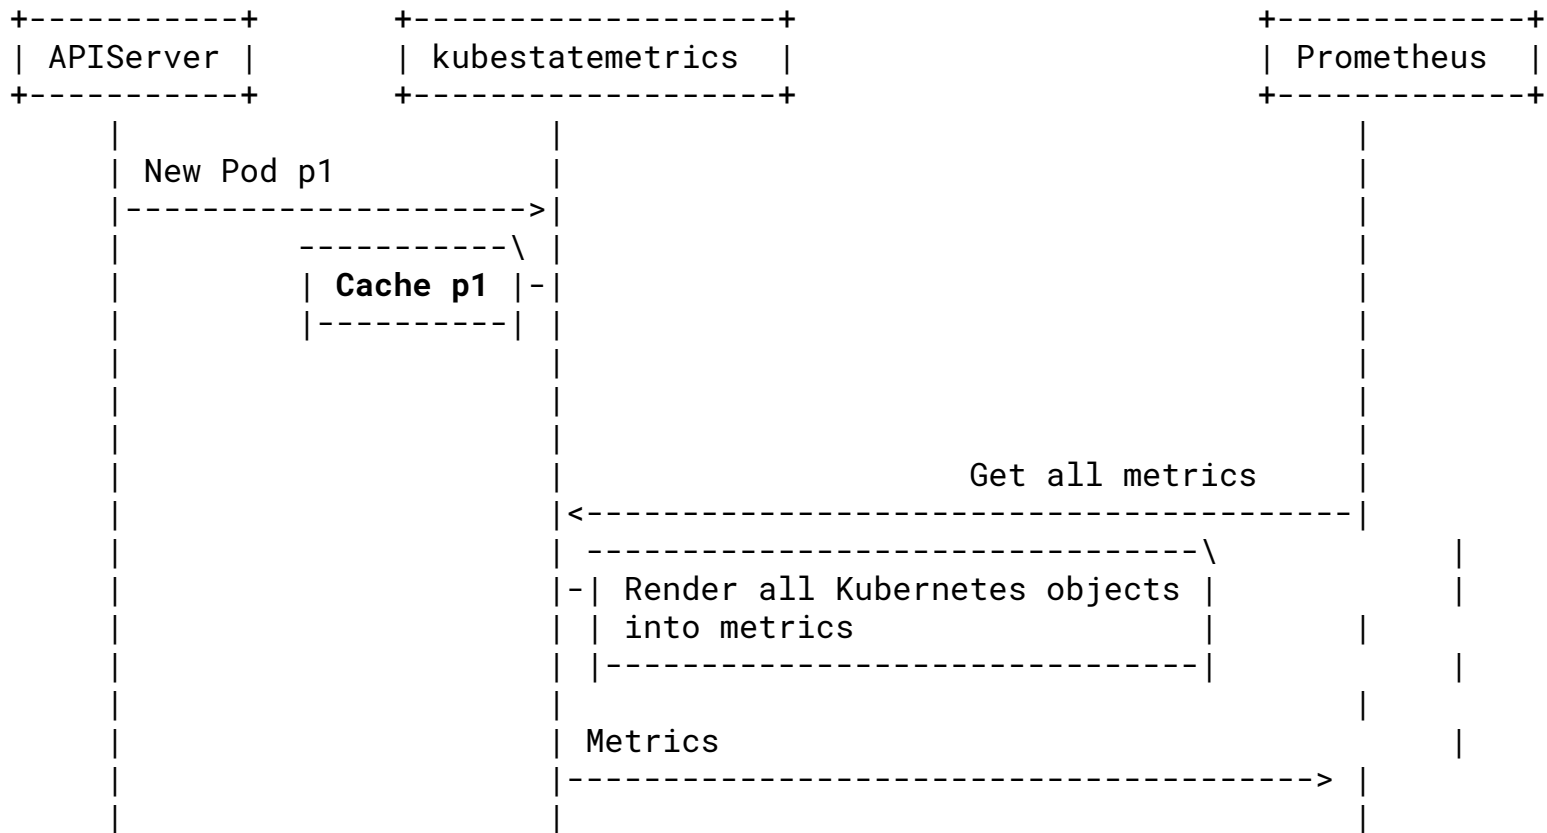 APIServer kubestatemetrics Prometheus
New Pod p1
Cache p1
Get all metrics
Render all Kubernetes objects
into metrics
Metrics